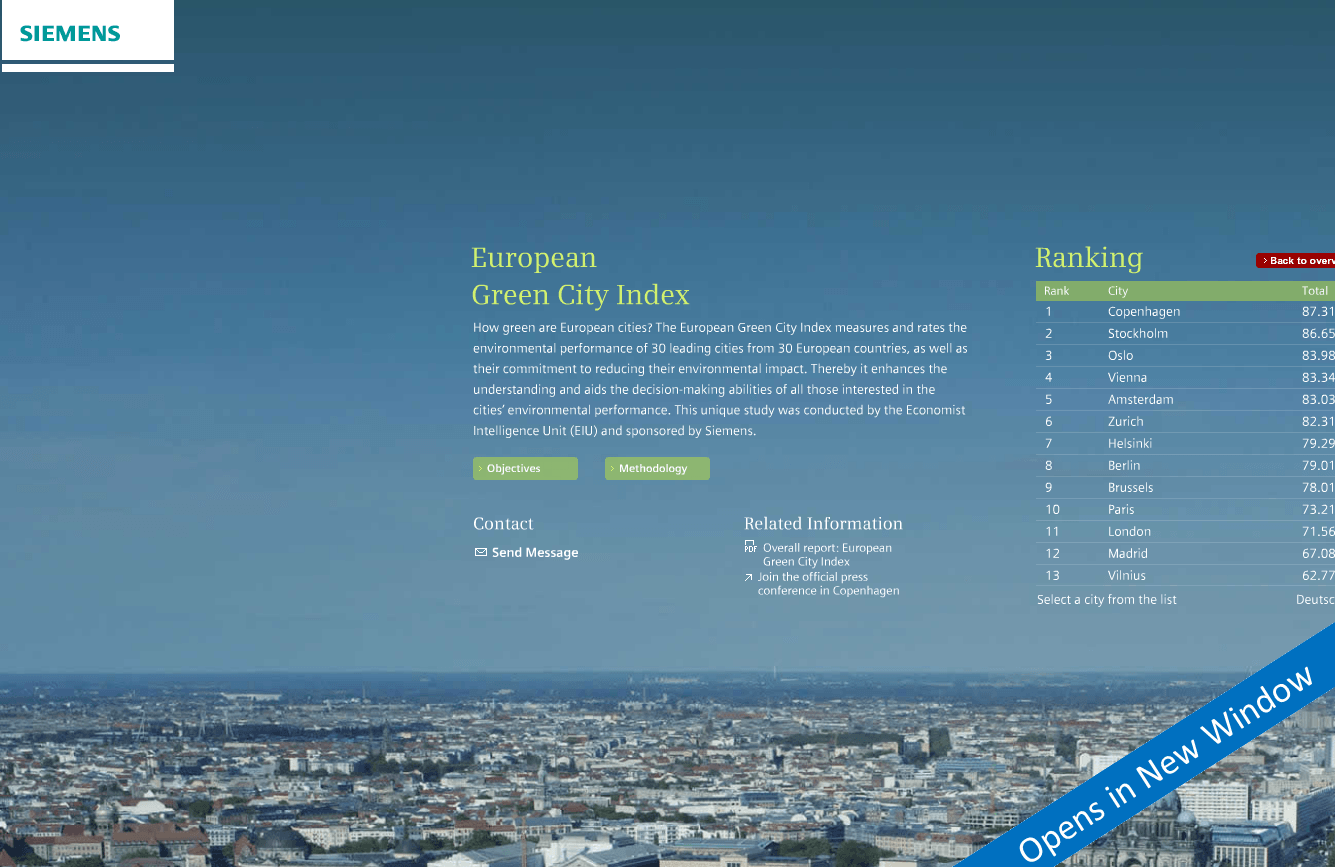 SIEMENS
European
Green City Index
How green are European cities? The European Green City Index measures and rates the
environmental performance of 30 leading cities from 30 European countries, as well as
their commitment to reducing their environmental impact. Thereby it enhances the
understanding and aids the decision-making abilities of all those interested in the
cities’ environmental performance. This unique study was conducted by the Economist
Intelligence Unit (EIU) and sponsored by Siemens.
Objectives
Methodology
Contact
Send Message
Related Information
PDF Overall report: European
Green City Index
Join the official press
conference in Copenhagen
Ranking
Back to overv
Rank City Total
1 Copenhagen 87.31
2 Stockholm 86.65
3 Oslo 83.98
4 Vienna 83.34
5 Amsterdam 83.03
6 Zurich 82.31
7 Helsinki 79.29
8 Berlin 79.01
9 Brussels 78.01
10 Paris 73.21
11 London 71.56
12 Madrid 67.08
13 Vilnius 62.77
Select a city from the list Deutsc
Opens in New Window